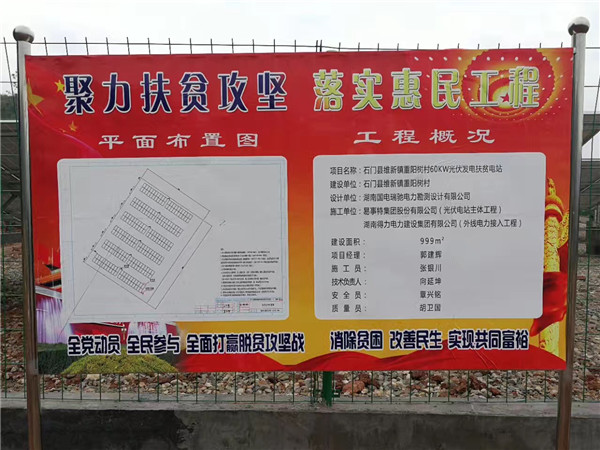 聚力扶贫攻坚 落实惠民工程
平面布置图
工程概况
项目名称：石门县维新镇重阳树村60KW光伏发电扶贫电站
建设单位：石门县维新镇重阳树村
设计单位：湖南国电瑞驰电力勘测设计有限公司
施工单位：易事特集团股份有限公司（光伏电站主体工程）
湖南得力电力建设集团有限公司（外线电力接入工程）
建设面积： 999m²
项目经理： 郭建辉
施工员： 张银川
技术负责人： 向延坤
安全员： 覃兴铭
质量员： 胡卫国
全党动员 全民参与 全面打赢脱贫攻坚战
消除贫困 改善民生 实现共同富裕